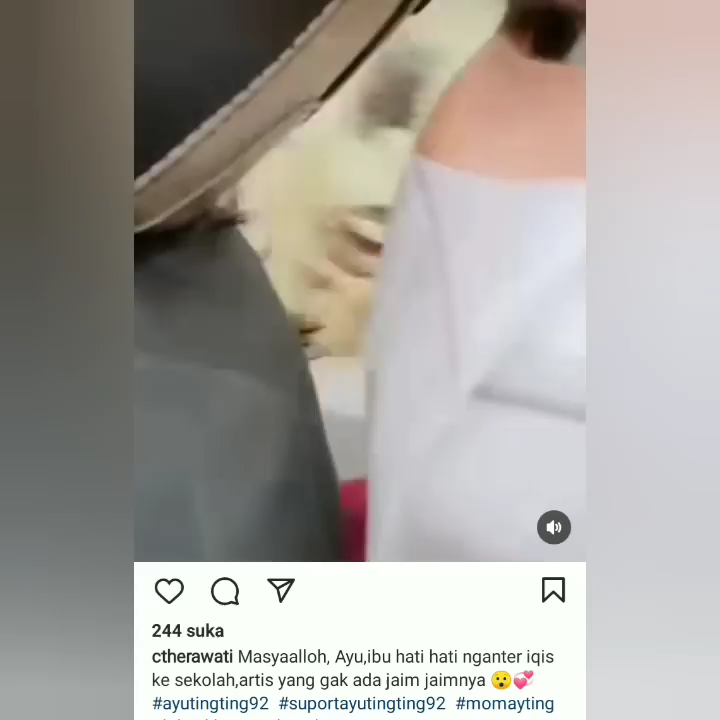 244 suka
ctherawati Masyaalloh, Ayu,ibu hati hati nganter iqis
ke sekolah,artis yang gak ada jaim jaimnya 😮💞
#ayutingting92 #suportayutingting92 #momayting